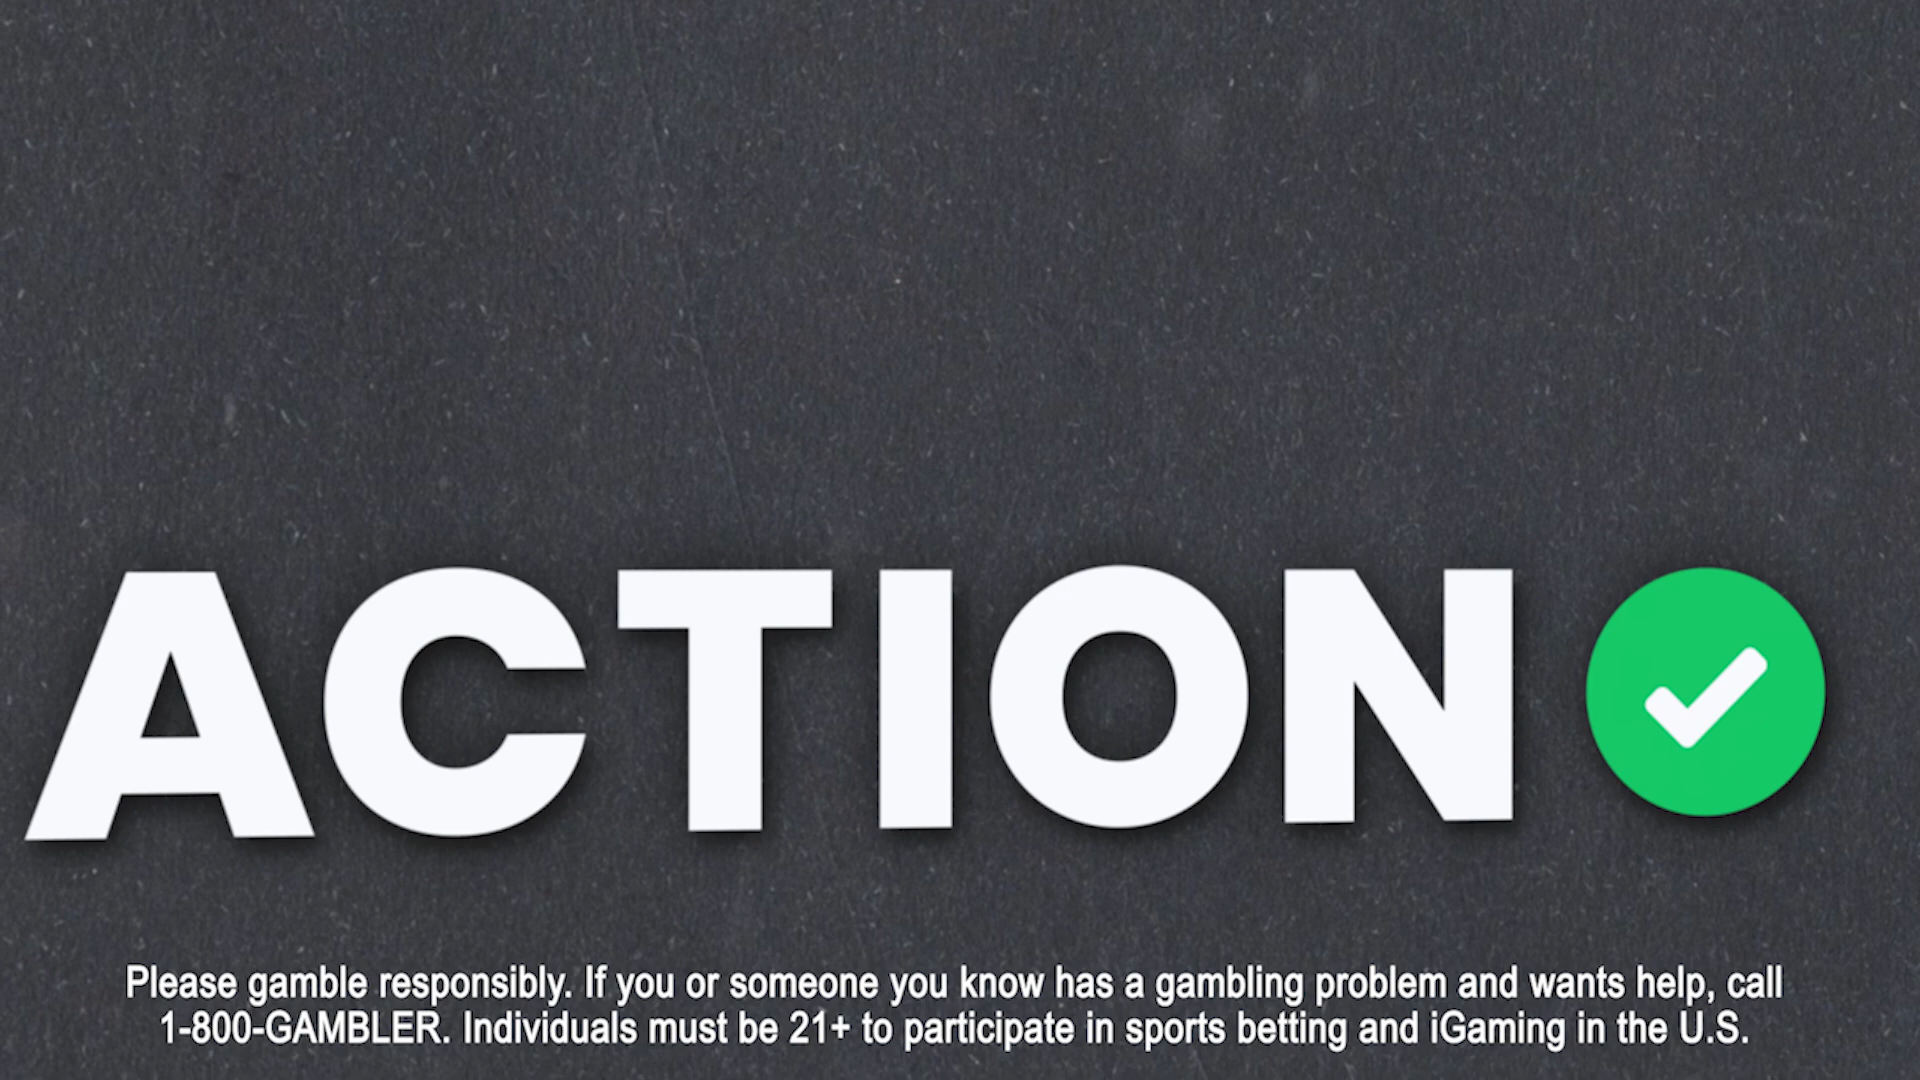 ACTION
Please gamble responsibly. If you or someone you know has a gambling problem and wants help, call
1-800-GAMBLER. Individuals must be 21+ to participate in sports betting and iGaming in the U.S.